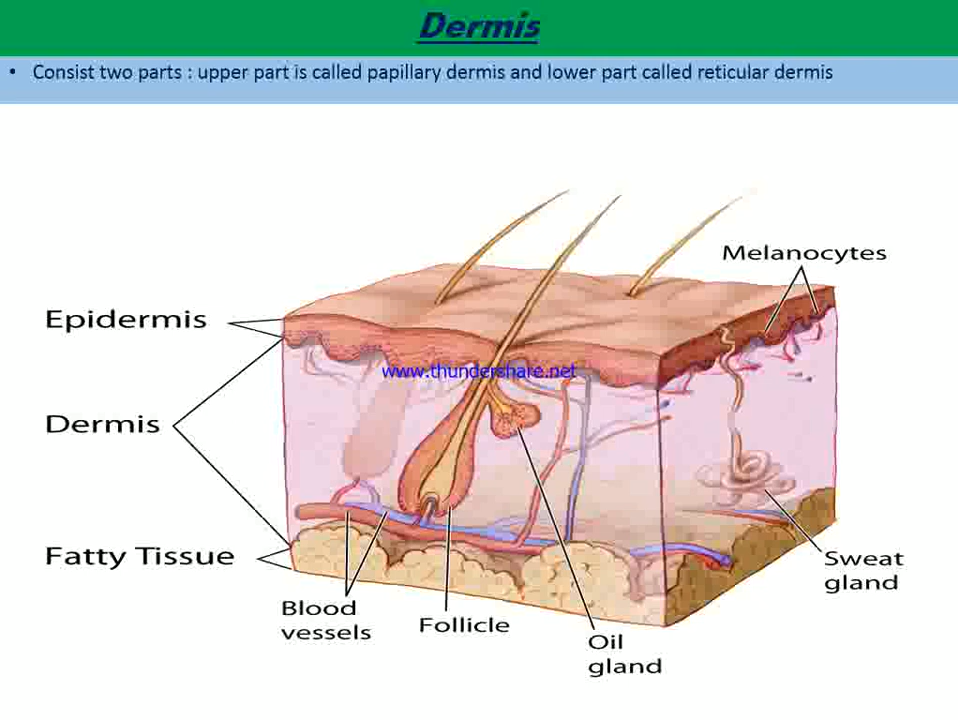 Dermis
• Consist two parts : upper part is called papillary dermis and lower part called reticular dermis
Melanocytes
Epidermis
www.thundershare.net
Dermis
Fatty Tissue
Sweat
gland
Blood
vessels
Follicle
Oil
gland